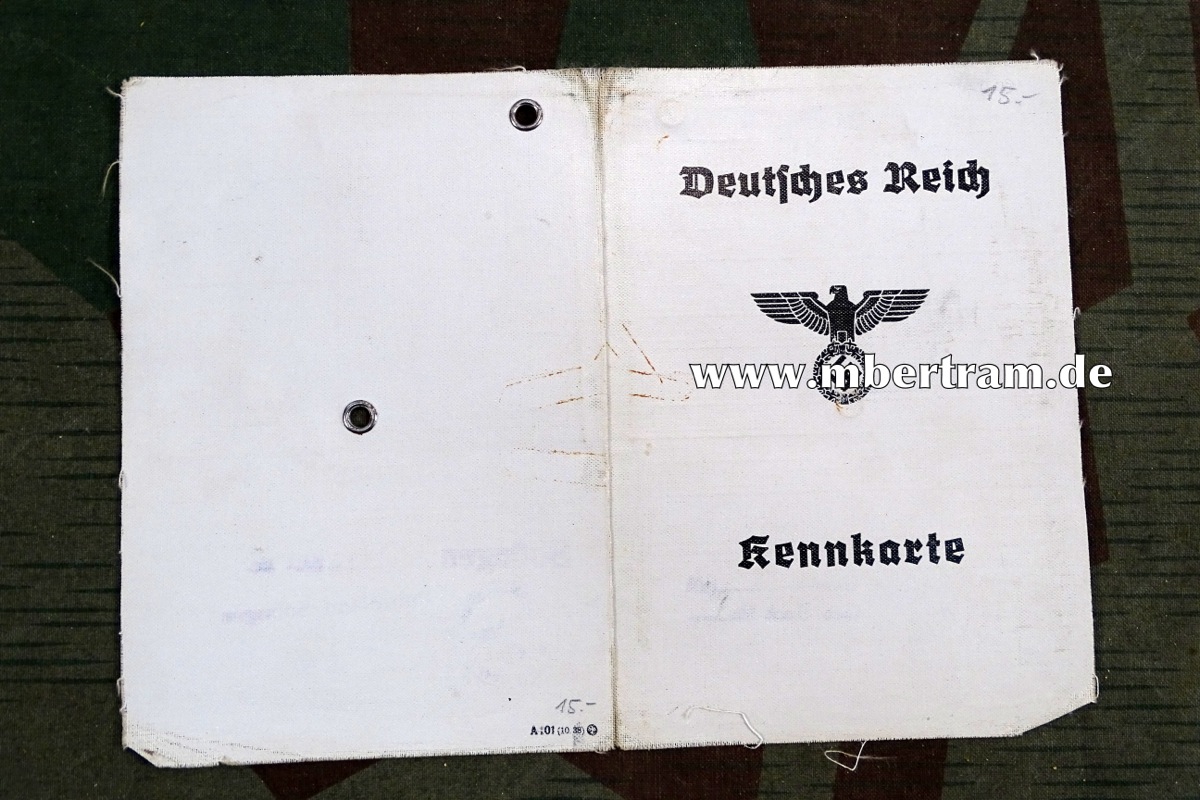 15.-
Deutsches Reich
www.mbertram.de
Kennkarte
15.-
A 101 (10. 38)